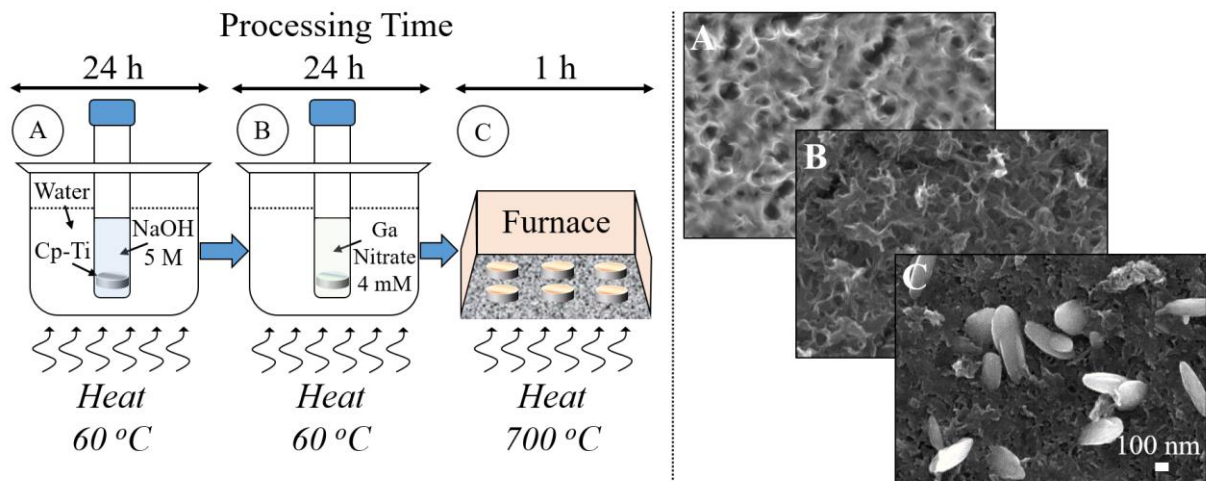 Processing Time
24 h
24 h
1 h
A
B
C
Water
NaOH
5 M
Cp-Ti
Ga
Nitrate
4 mM
Furnace
Heat
60 °C
Heat
60 °C
Heat
700 °C
A
B
C
100 nm